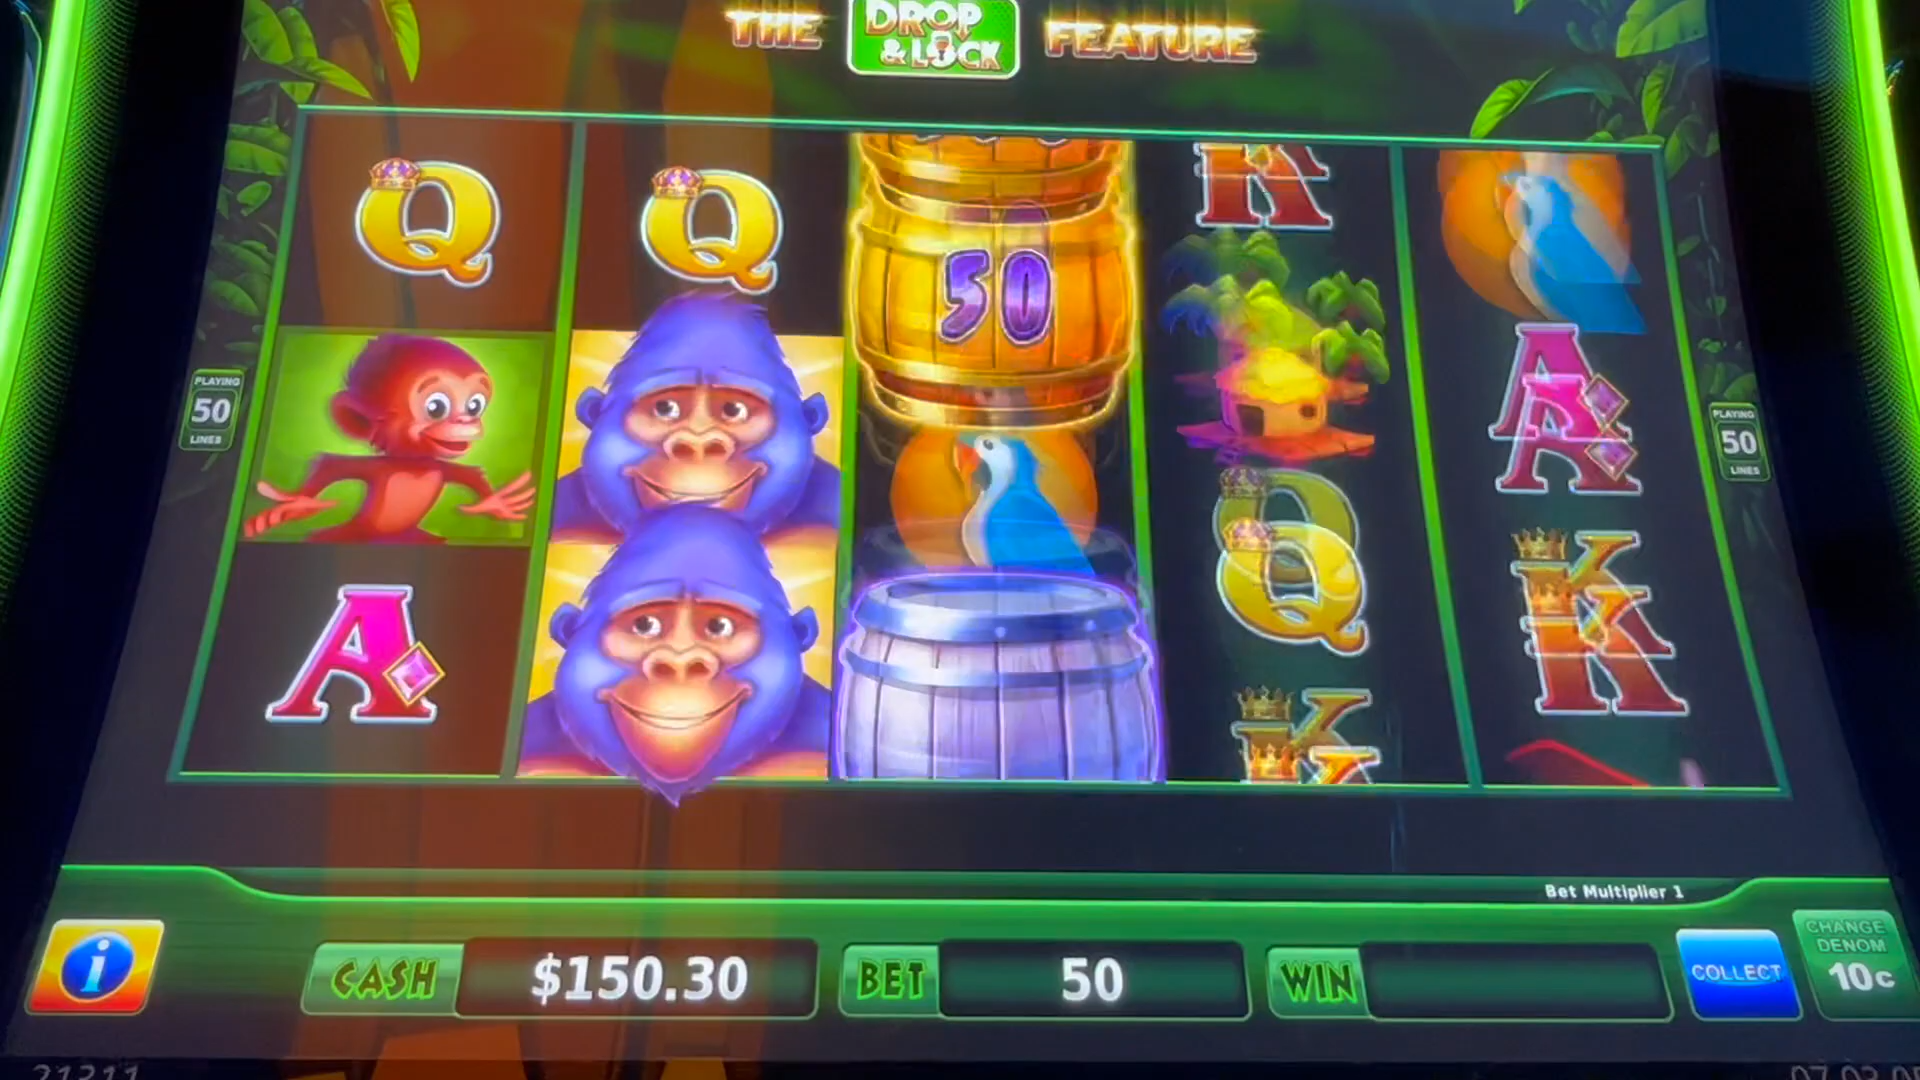 THE DROP & LOCK FEATURE
Q Q K
50
PLAYING 50 LINES
A
PLAYING 50 LINES
Q
A K
K
Bet Multiplier 1
CASH $150.30 BET 50 WIN COLLECT CHANGE DENOM 10c
21311